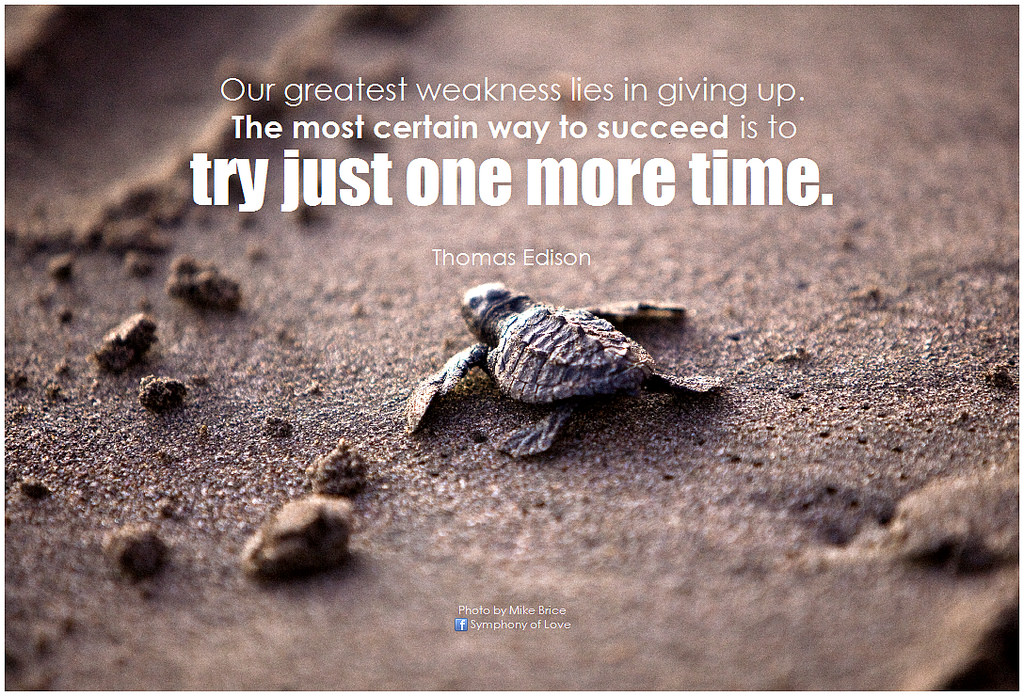 Our greatest weakness lies in giving up.
The most certain way to succeed is to
try just one more time.
Thomas Edison
Photo by Mike Brice
Symphony of Love